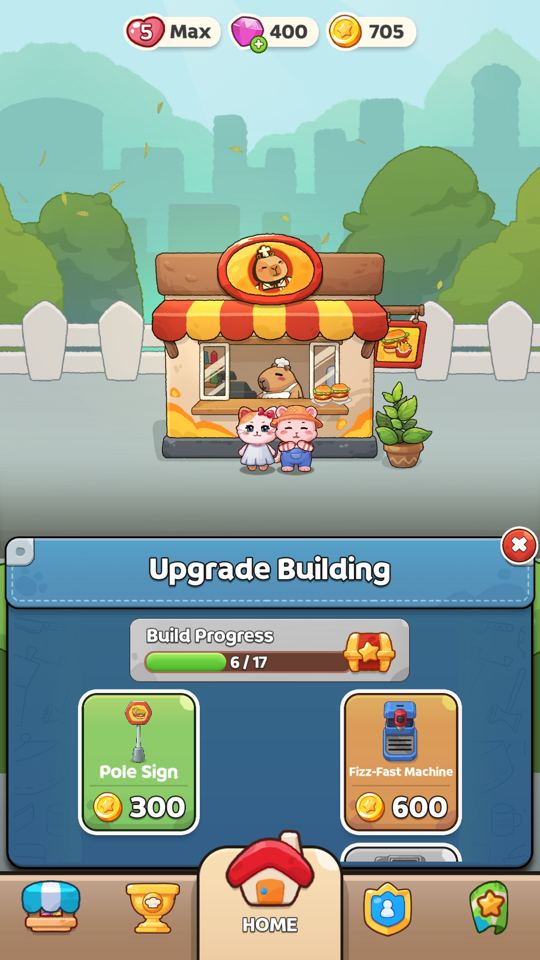 5 Max
400
705
Upgrade Building
Build Progress
6 / 17
Pole Sign
300
Fizz-Fast Machine
600
HOME